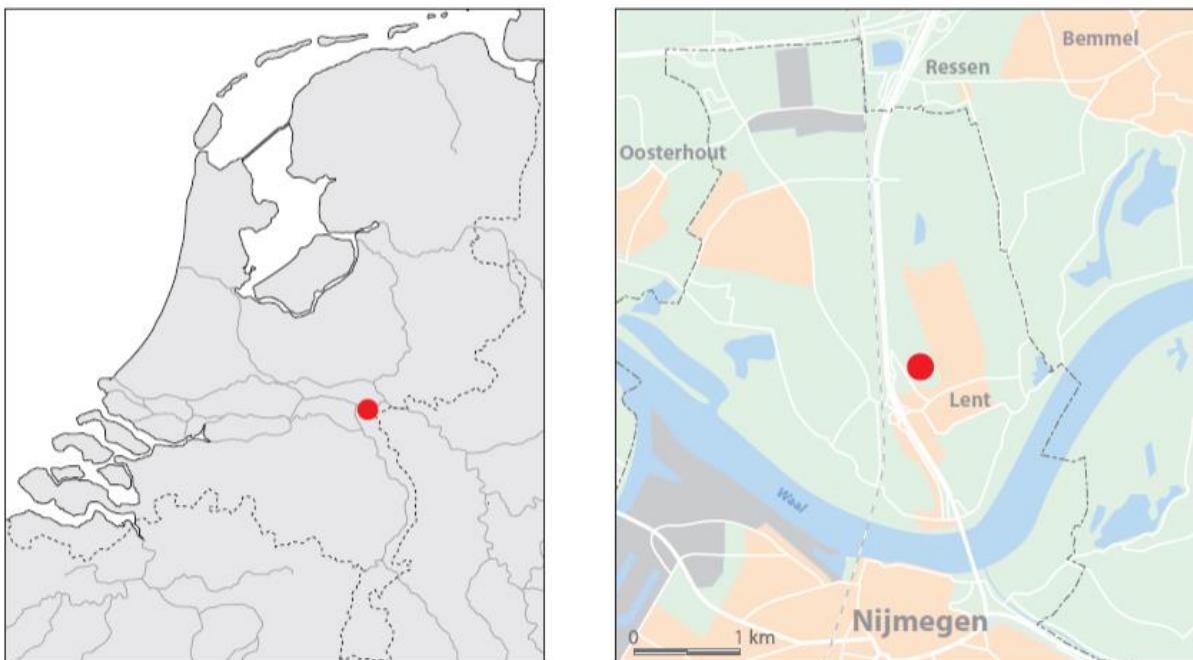 Bemmel
Ressen
Oosterhout
Lent
Waal
Nijmegen
0 1 km